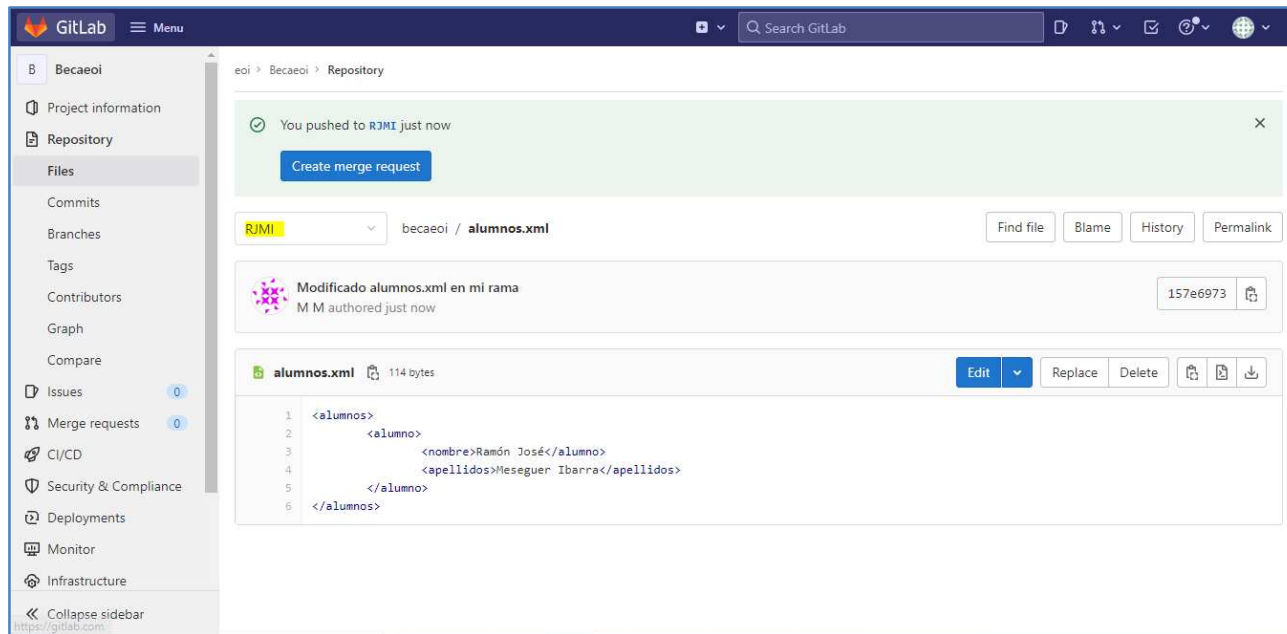 GitLab Menu Search GitLab
B Becaeoi
Project information
Repository
Files
Commits
Branches
Tags
Contributors
Graph
Compare
Issues 0
Merge requests 0
CI/CD
Security & Compliance
Deployments
Monitor
Infrastructure
Collapse sidebar
https://gitlab.com
eoi > Becaeoi > Repository
You pushed to RJMI just now
Create merge request
RJMI becaeoi / alumnos.xml Find file Blame History Permalink
Modificado alumnos.xml en mi rama
M M authored just now
157e6973
alumnos.xml 114 bytes Edit Replace Delete
1 <alumnos>
2 <alumno>
3 <nombre>Ramón José</alumno>
4 <apellidos>Meseguer Ibarra</apellidos>
5 </alumno>
6 </alumnos>